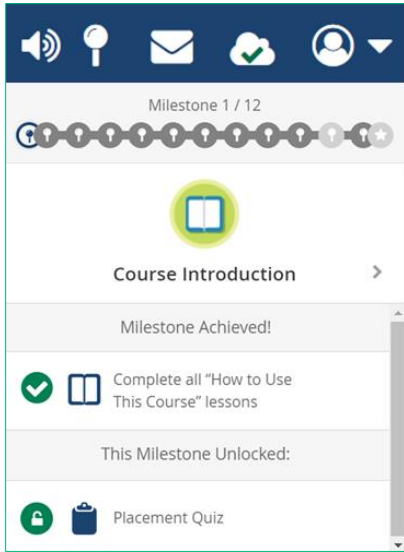 Milestone 1 / 12
Course Introduction
Milestone Achieved!
Complete all “How to Use
This Course” lessons
This Milestone Unlocked:
Placement Quiz